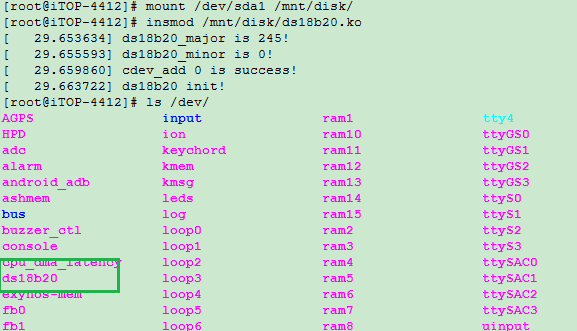 [root@iTOP-4412]# mount /dev/sda1 /mnt/disk/
[root@iTOP-4412]# insmod /mnt/disk/ds18b20.ko
[   29.653634] ds18b20_major is 245!
[   29.655593] ds18b20_minor is 0!
[   29.659860] cdev_add 0 is success!
[   29.663722] ds18b20 init!
[root@iTOP-4412]# ls /dev/
AGPS input ram1 tty4
HPD ion ram10 ttyGS0
adc keychord ram11 ttyGS1
alarm kmem ram12 ttyGS2
android_adb kmsg ram13 ttyGS3
ashmem leds ram14 ttyS0
bus log ram15 ttyS1
buzzer_ctl loop0 ram2 ttyS2
console loop1 ram3 ttyS3
cpu_dma_latency loop2 ram4 ttySAC0
ds18b20 loop3 ram5 ttySAC1
exynos-mem loop4 ram6 ttySAC2
fb0 loop5 ram7 ttySAC3
fb1 loop6 ram8 uinput